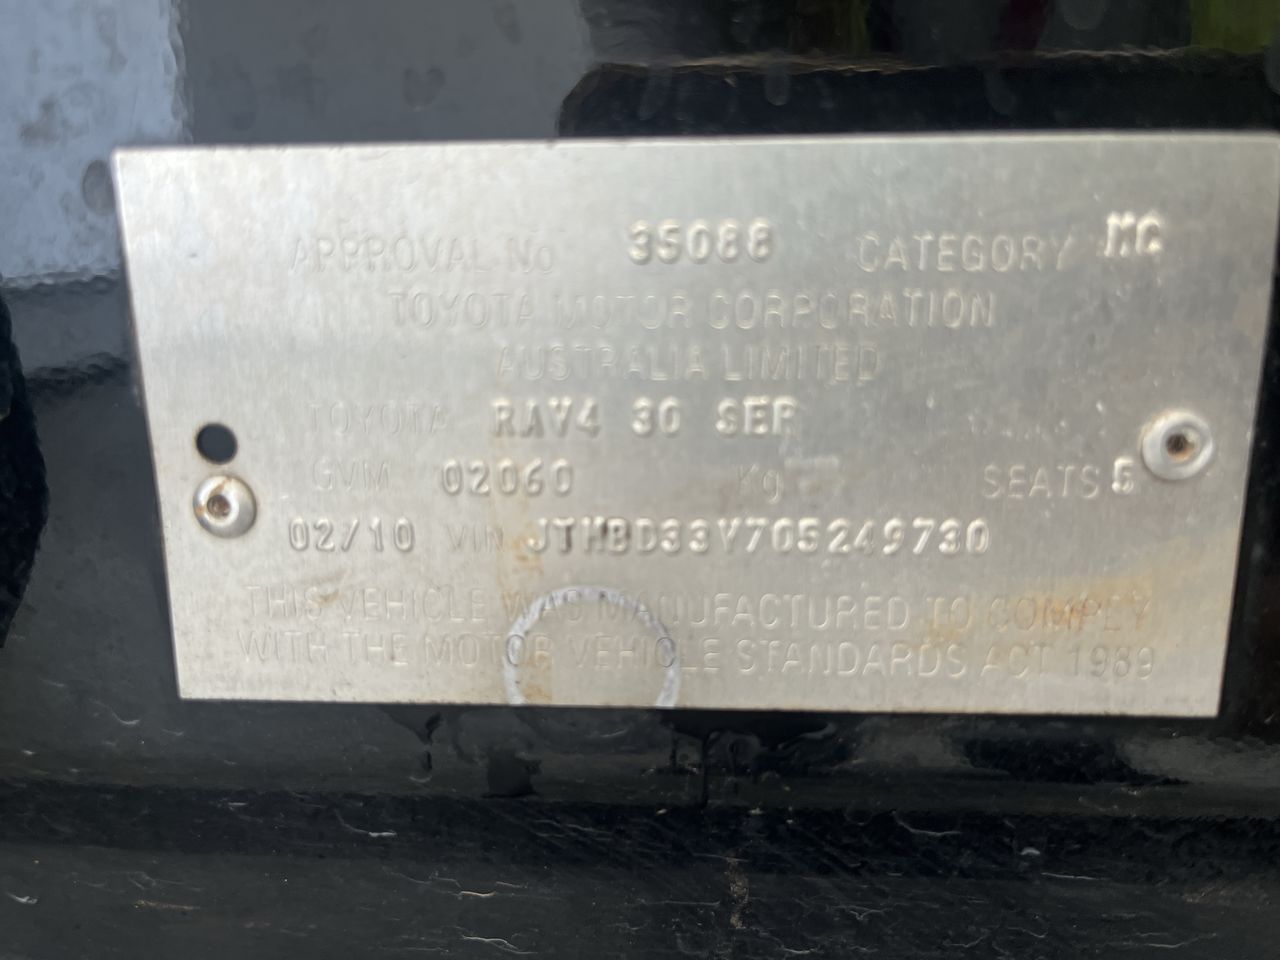 APPROVAL No 35088 CATEGORY MC
TOYOTA MOTOR CORPORATION
AUSTRALIA LIMITED
TOYOTA RAV4 30 SER
GVM 02060 Kg SEATS 5
02/10 VIN JTMBD33V705249730
THIS VEHICLE WAS MANUFACTURED TO COMPLY
WITH THE MOTOR VEHICLE STANDARDS ACT 1989